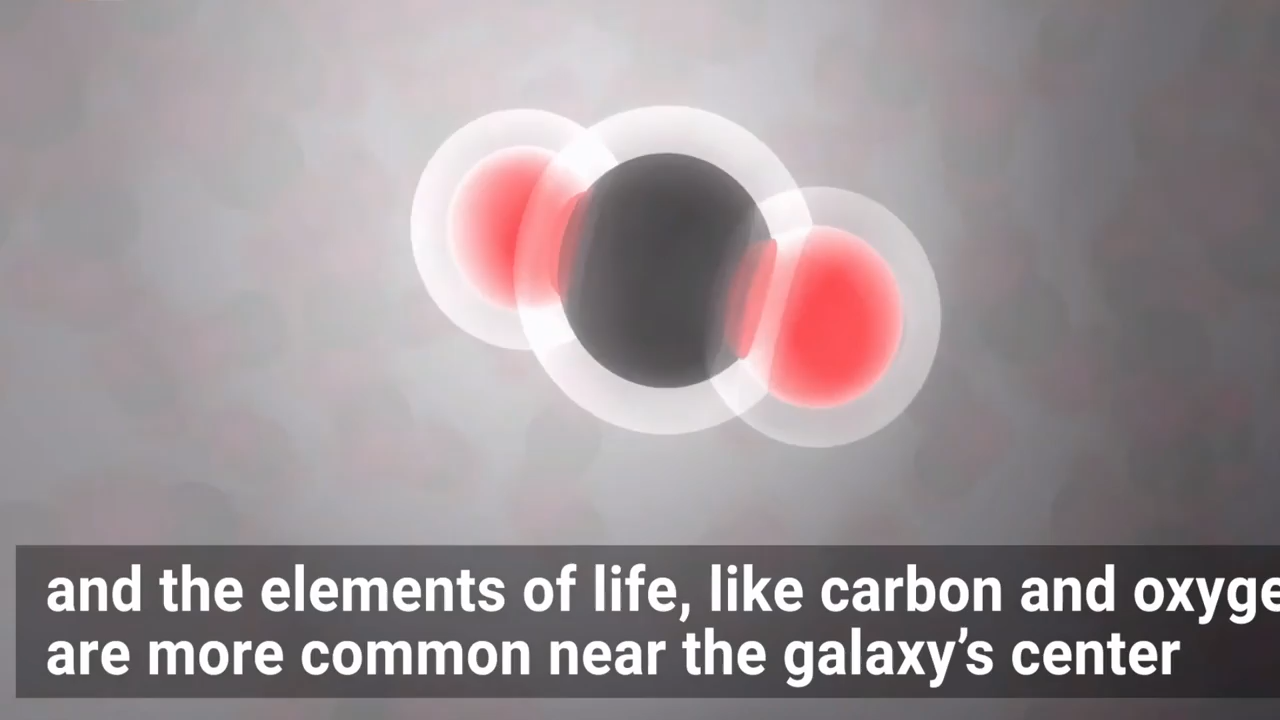 and the elements of life, like carbon and oxyge
are more common near the galaxy’s center